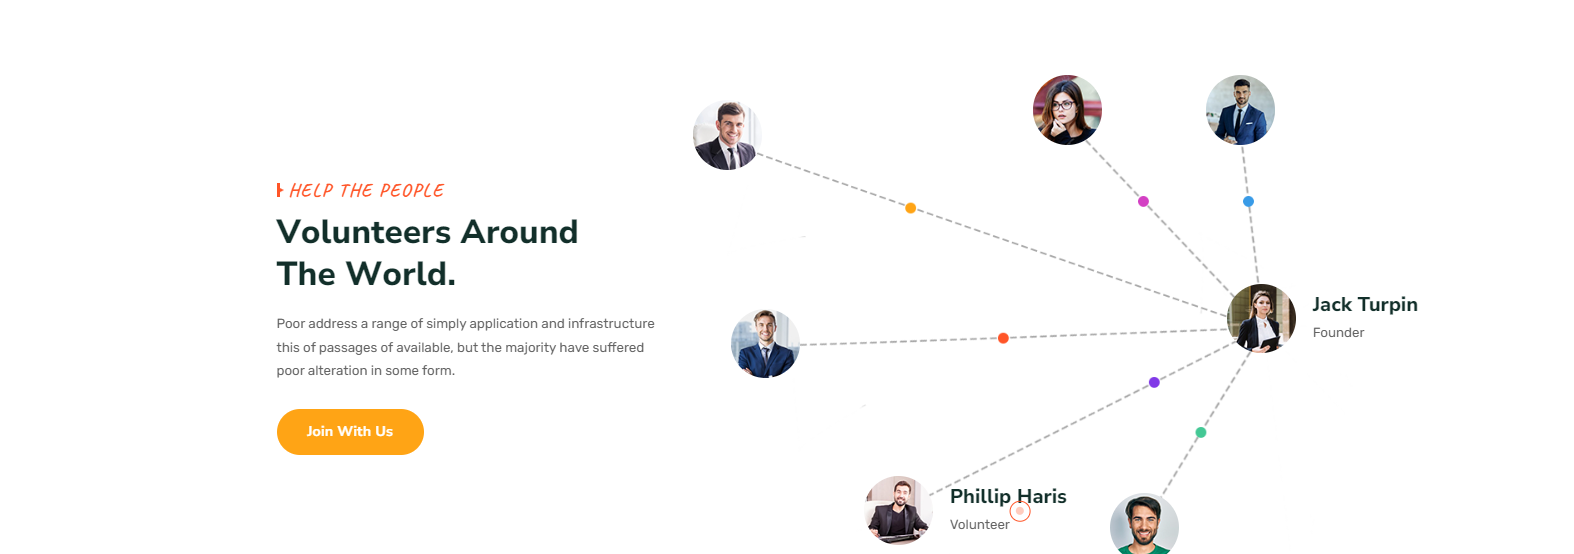 HELP THE PEOPLE
Volunteers Around
The World.
Poor address a range of simply application and infrastructure
this of passages of available, but the majority have suffered
poor alteration in some form.
Join With Us
Jack Turpin
Founder
Phillip Haris
Volunteer